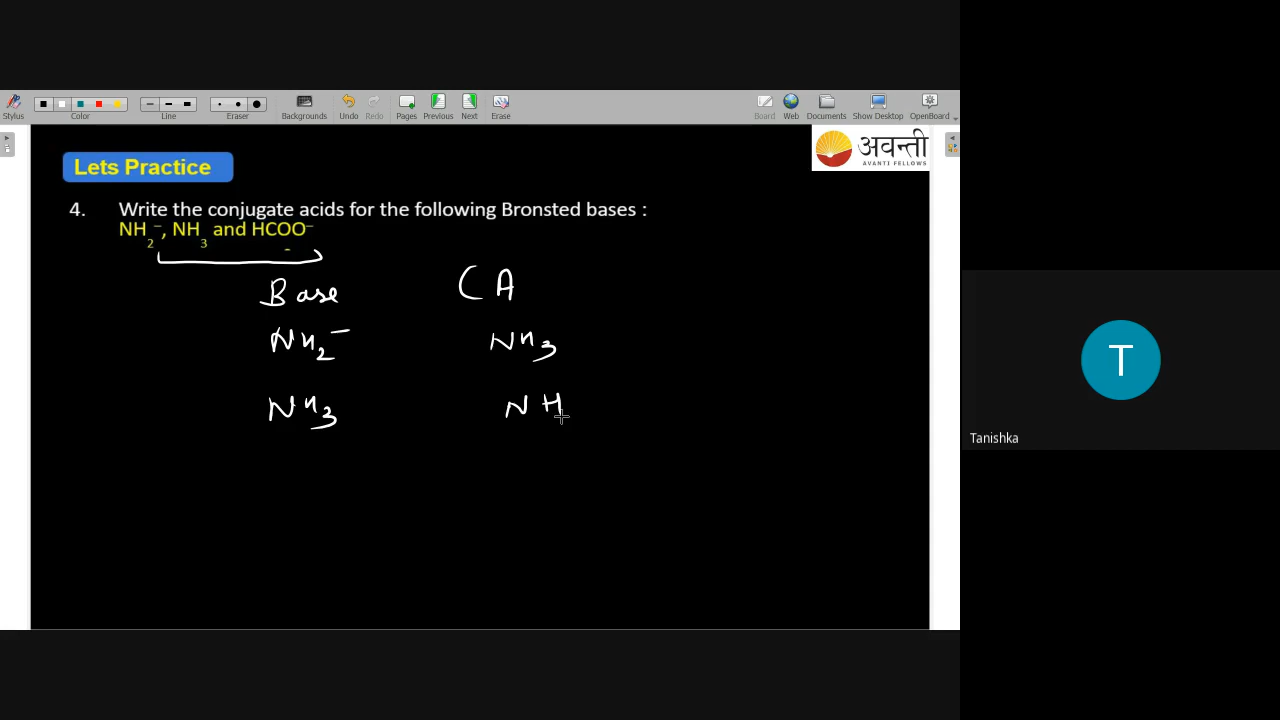 Stylus Color Line Eraser Backgrounds Undo Redo Pages Previous Next Erase Board Web Documents Show Desktop OpenBoard
अवन्ती
AVANTI FELLOWS
Lets Practice
4. Write the conjugate acids for the following Bronsted bases :
NH₂⁻, NH₃ and HCOO⁻
Base CA
NH₂⁻ NH₃
NH₃ NH
T
Tanishka